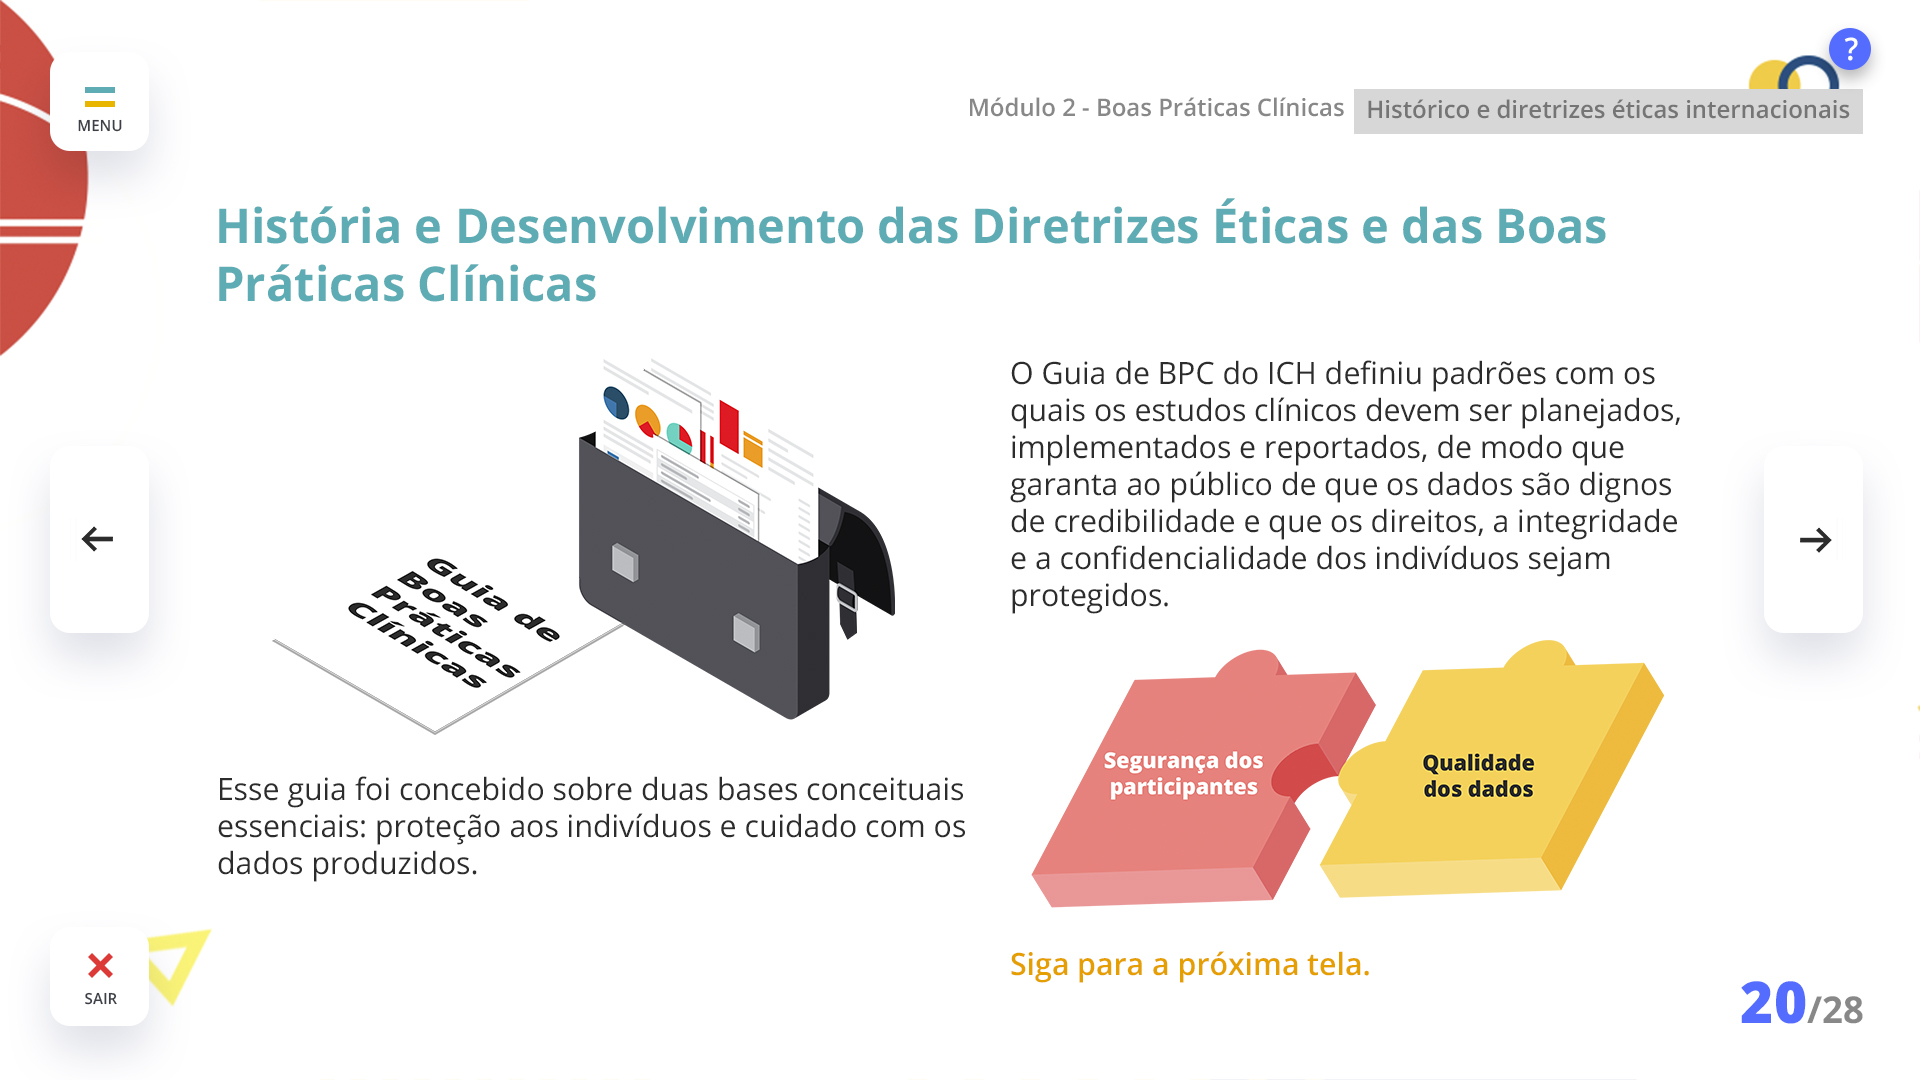 ?
MENU
Módulo 2 - Boas Práticas Clínicas
Histórico e diretrizes éticas internacionais
História e Desenvolvimento das Diretrizes Éticas e das Boas
Práticas Clínicas
Guia de
Boas
Práticas
Clínicas
Esse guia foi concebido sobre duas bases conceituais
essenciais: proteção aos indivíduos e cuidado com os
dados produzidos.
O Guia de BPC do ICH definiu padrões com os
quais os estudos clínicos devem ser planejados,
implementados e reportados, de modo que
garanta ao público de que os dados são dignos
de credibilidade e que os direitos, a integridade
e a confidencialidade dos indivíduos sejam
protegidos.
Segurança dos
participantes
Qualidade
dos dados
Siga para a próxima tela.
SAIR
20/28